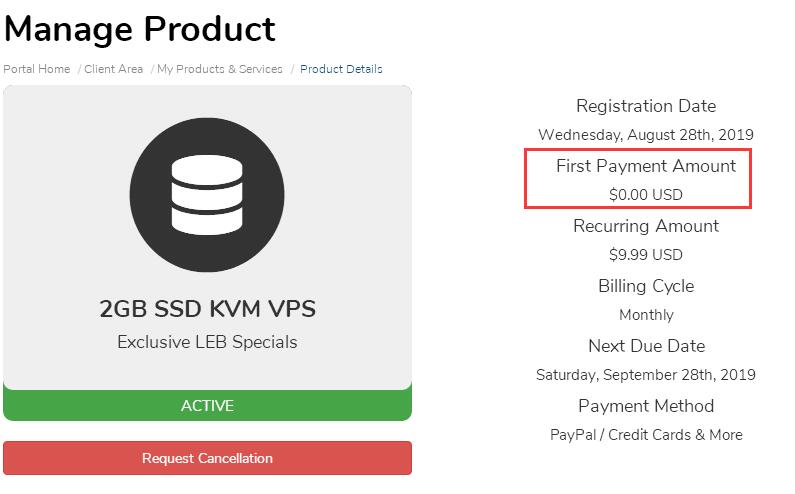 Manage Product
Portal Home / Client Area / My Products & Services / Product Details
2GB SSD KVM VPS
Exclusive LEB Specials
ACTIVE
Request Cancellation
Registration Date
Wednesday, August 28th, 2019
First Payment Amount
$0.00 USD
Recurring Amount
$9.99 USD
Billing Cycle
Monthly
Next Due Date
Saturday, September 28th, 2019
Payment Method
PayPal / Credit Cards & More